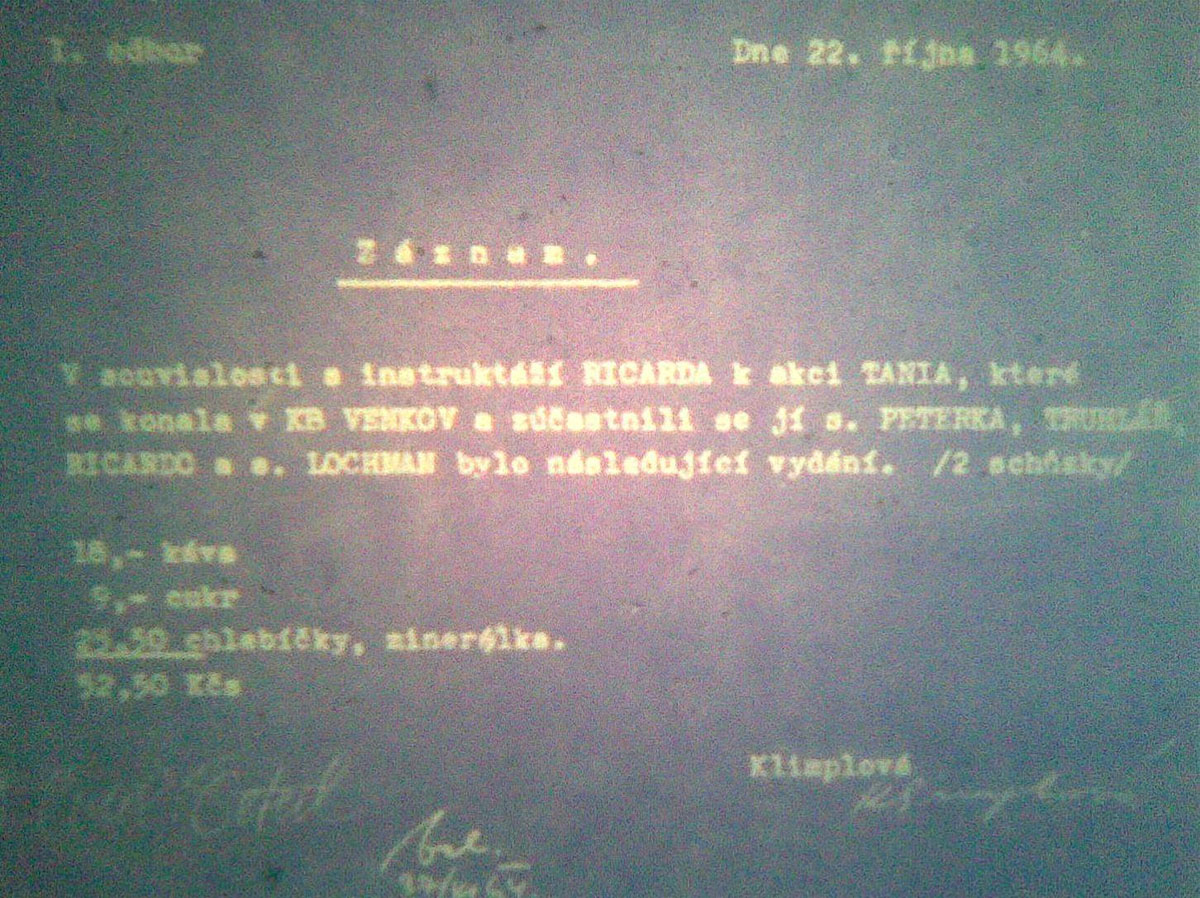 I. odbor
Dne 22. října 1964.
Záznam.
V souvislosti s instruktáží RICARDA k akci TANIA, které
se konala v KB VENKOV a zúčastnili se jí s. PETERKA, TRUHLÁŘ,
RICARDO a s. LOCHMAN bylo následující vydání. /2 schůzky/
18,- káva
9,- cukr
25,50 chlebíčky, minerálka.
52,50 Kčs
Klimplová